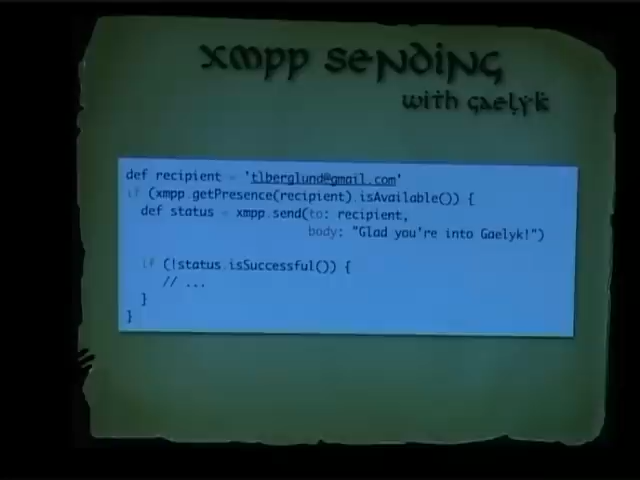 xmpp sending
with gaelyk
def recipient = 'tlberglund@gmail.com'
if (xmpp.getPresence(recipient).isAvailable()) {
def status = xmpp.send(to: recipient,
body: "Glad you're into Gaelyk!")
if (!status.isSuccessful()) {
// ...
}
}